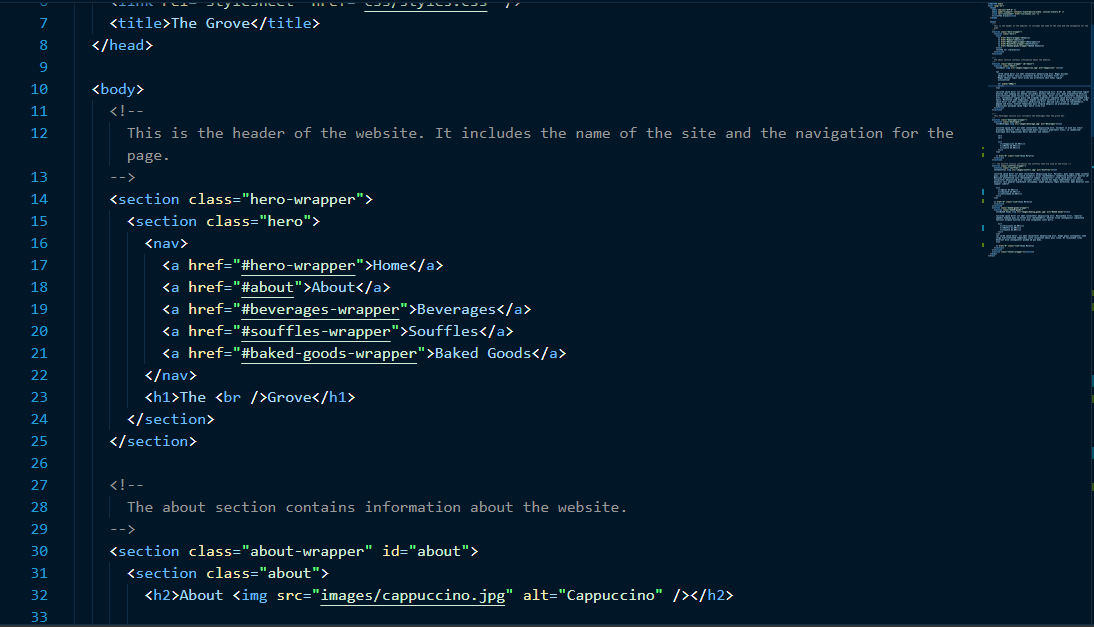 6 <link rel="stylesheet" href="css/styles.css" />
7 <title>The Grove</title>
8 </head>
9
10 <body>
11 <!--
12 This is the header of the website. It includes the name of the site and the navigation for the
page.
13 -->
14 <section class="hero-wrapper">
15 <section class="hero">
16 <nav>
17 <a href="#hero-wrapper">Home</a>
18 <a href="#about">About</a>
19 <a href="#beverages-wrapper">Beverages</a>
20 <a href="#souffles-wrapper">Souffles</a>
21 <a href="#baked-goods-wrapper">Baked Goods</a>
22 </nav>
23 <h1>The <br />Grove</h1>
24 </section>
25 </section>
26
27 <!--
28 The about section contains information about the website.
29 -->
30 <section class="about-wrapper" id="about">
31 <section class="about">
32 <h2>About <img src="images/cappuccino.jpg" alt="Cappuccino" /></h2>
33